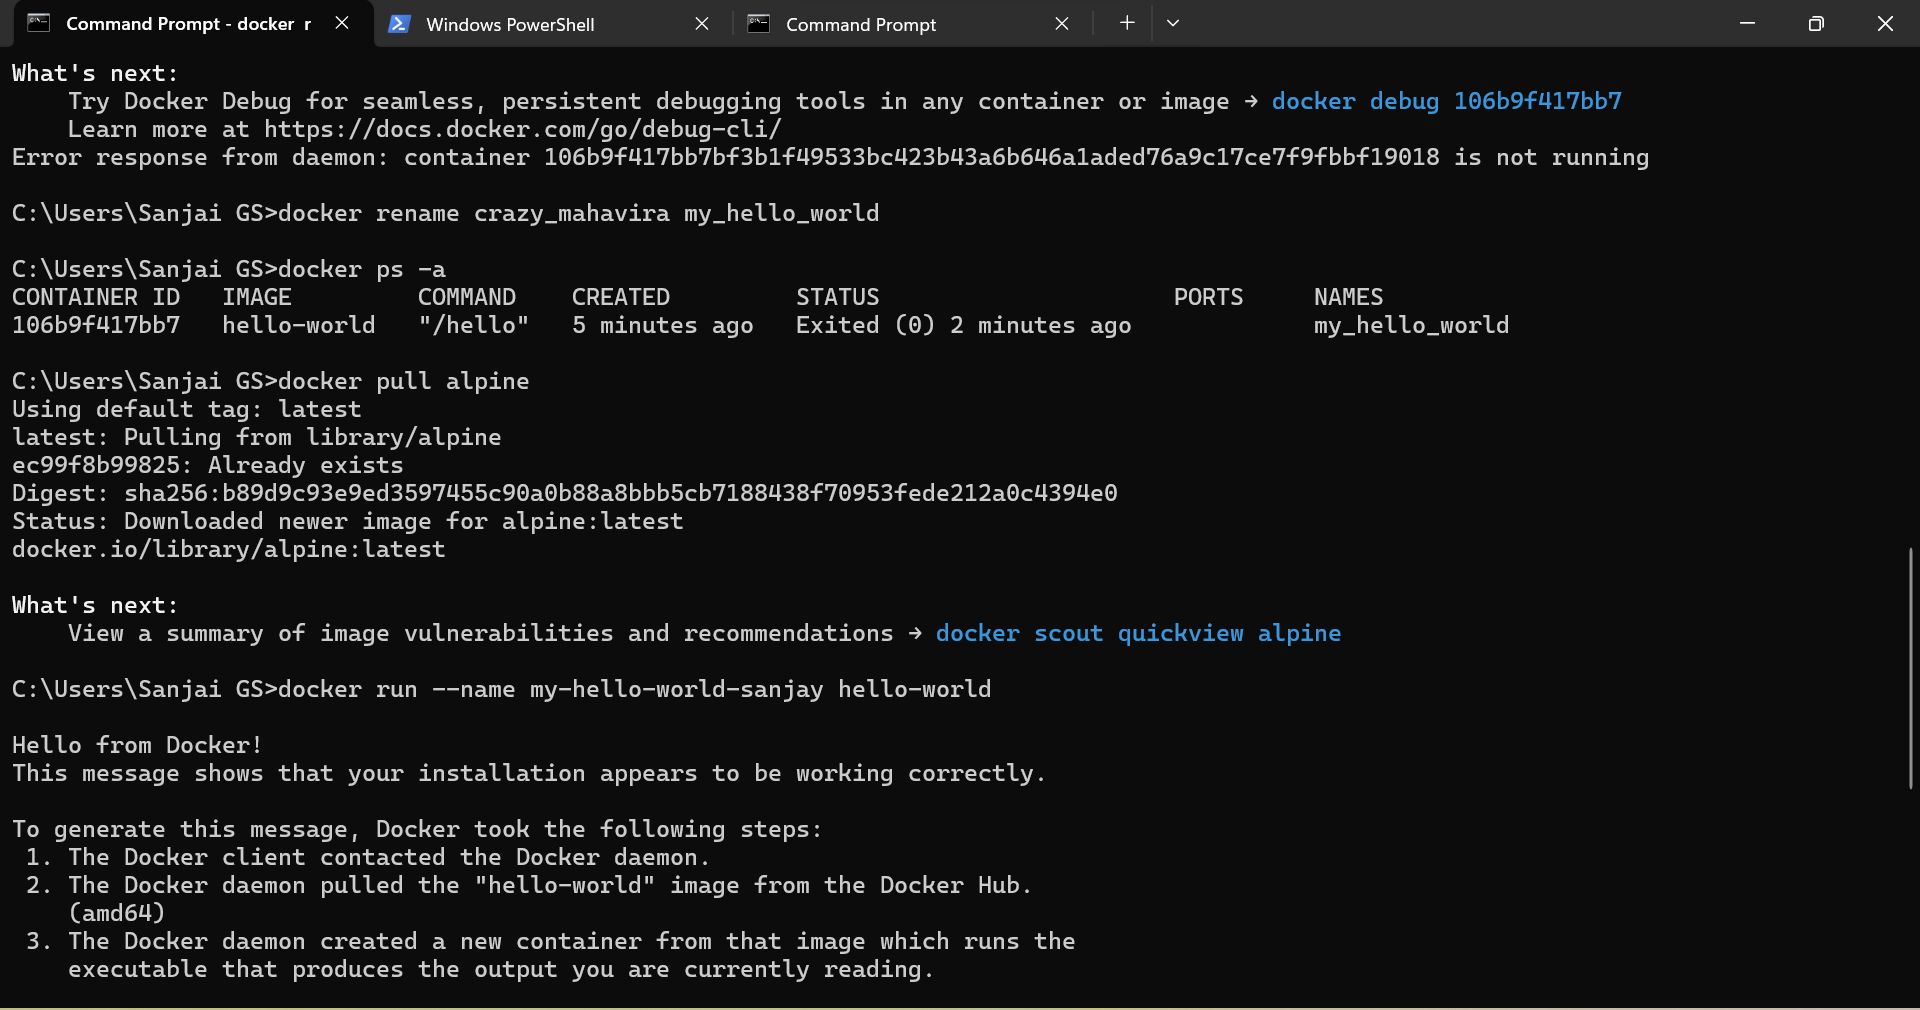 Command Prompt - docker r
Windows PowerShell
Command Prompt
What's next:
Try Docker Debug for seamless, persistent debugging tools in any container or image → docker debug 106b9f417bb7
Learn more at https://docs.docker.com/go/debug-cli/
Error response from daemon: container 106b9f417bb7bf3b1f49533bc423b43a6b646a1aded76a9c17ce7f9fbbf19018 is not running
C:\Users\Sanjai GS>docker rename crazy_mahavira my_hello_world
C:\Users\Sanjai GS>docker ps -a
CONTAINER ID   IMAGE         COMMAND    CREATED         STATUS                     PORTS     NAMES
106b9f417bb7   hello-world   "/hello"   5 minutes ago   Exited (0) 2 minutes ago             my_hello_world
C:\Users\Sanjai GS>docker pull alpine
Using default tag: latest
latest: Pulling from library/alpine
ec99f8b99825: Already exists
Digest: sha256:b89d9c93e9ed3597455c90a0b88a8bbb5cb7188438f70953fede212a0c4394e0
Status: Downloaded newer image for alpine:latest
docker.io/library/alpine:latest
What's next:
View a summary of image vulnerabilities and recommendations → docker scout quickview alpine
C:\Users\Sanjai GS>docker run --name my-hello-world-sanjay hello-world
Hello from Docker!
This message shows that your installation appears to be working correctly.
To generate this message, Docker took the following steps:
1. The Docker client contacted the Docker daemon.
2. The Docker daemon pulled the "hello-world" image from the Docker Hub.
(amd64)
3. The Docker daemon created a new container from that image which runs the
executable that produces the output you are currently reading.